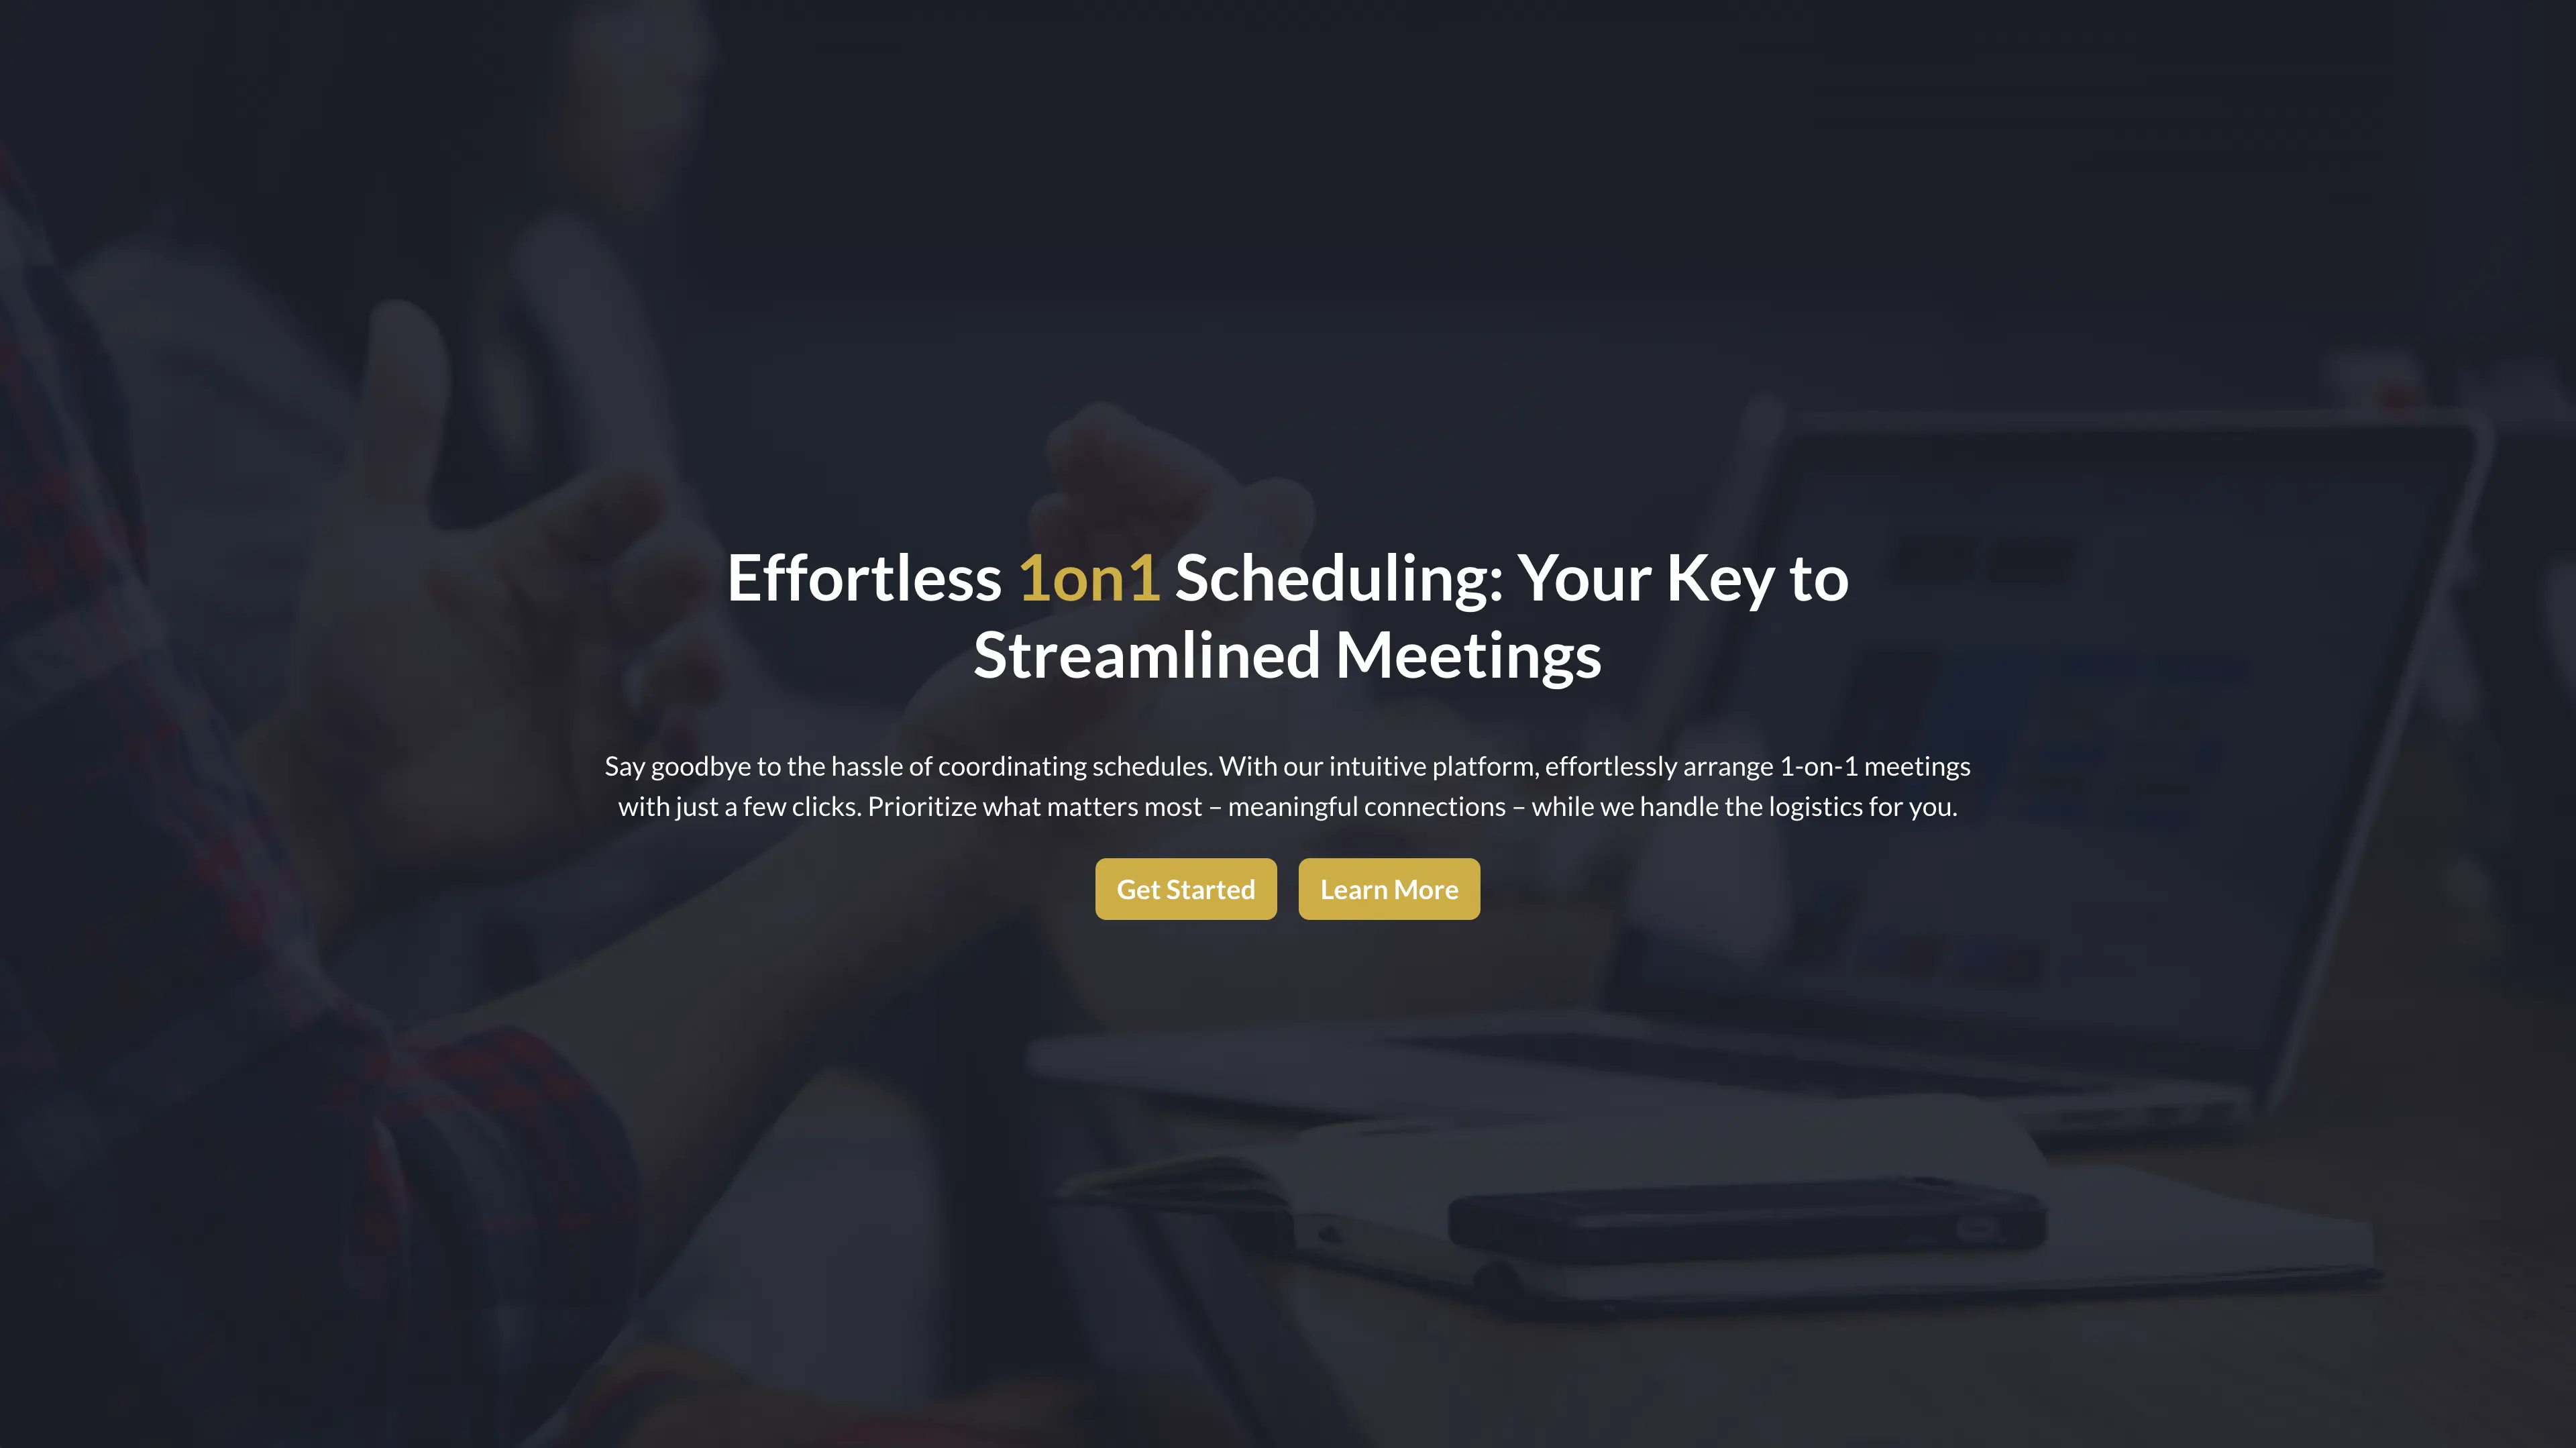 Effortless 1on1 Scheduling: Your Key to
Streamlined Meetings
Say goodbye to the hassle of coordinating schedules. With our intuitive platform, effortlessly arrange 1-on-1 meetings
with just a few clicks. Prioritize what matters most – meaningful connections – while we handle the logistics for you.
Get Started
Learn More